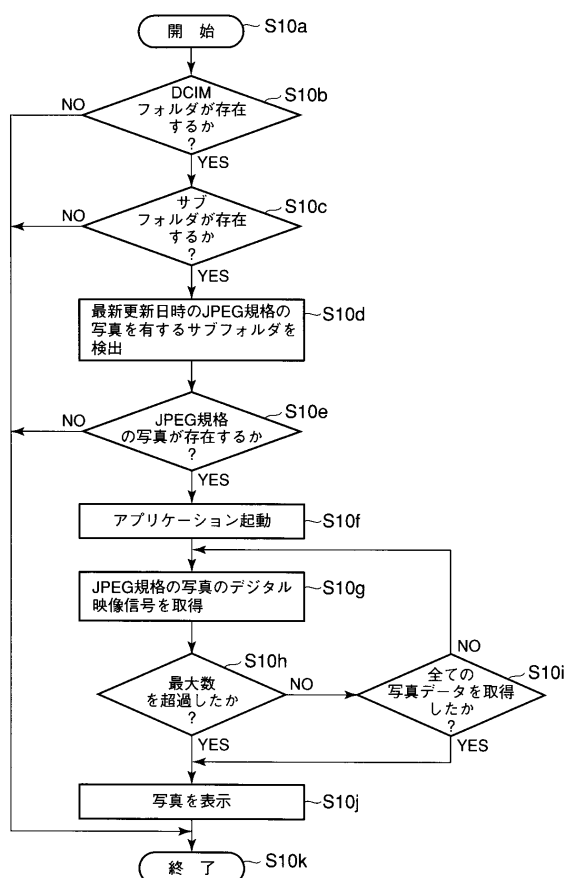 開 始
S10a
DCIM
フォルダが存在
するか
?
S10b
NO
YES
サブ
フォルダが存在
するか
?
S10c
NO
YES
最新更新日時のJPEG規格の
写真を有するサブフォルダを
検出
S10d
JPEG規格
の写真が存在するか
?
S10e
NO
YES
アプリケーション起動
S10f
JPEG規格の写真のデジタル
映像信号を取得
S10g
最大数
を超過したか
?
S10h
NO
YES
全ての
写真データを取得
したか
?
S10i
NO
YES
写真を表示
S10j
終 了
S10k